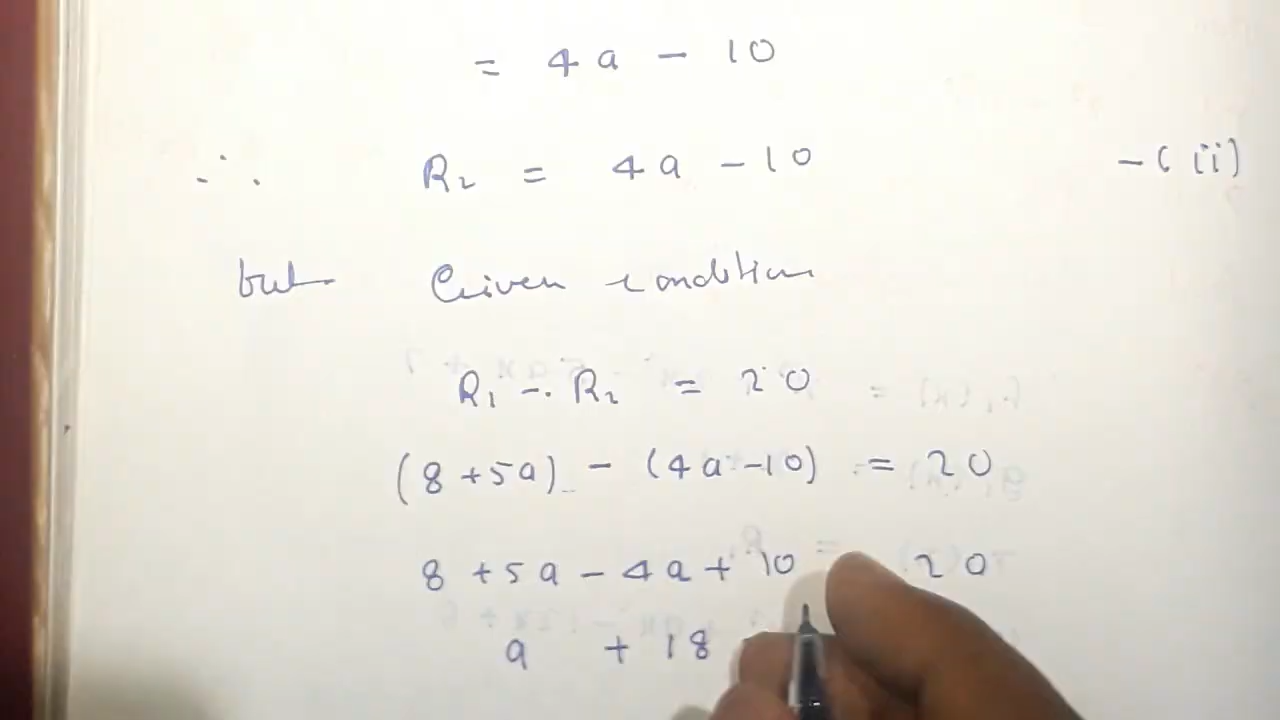 = 4a - 10
∴ R₂ = 4a - 10 - (ii)
but Given condition
R₁ - R₂ = 20
(8 + 5a) - (4a - 10) = 20
8 + 5a - 4a + 10 = 20
a + 18